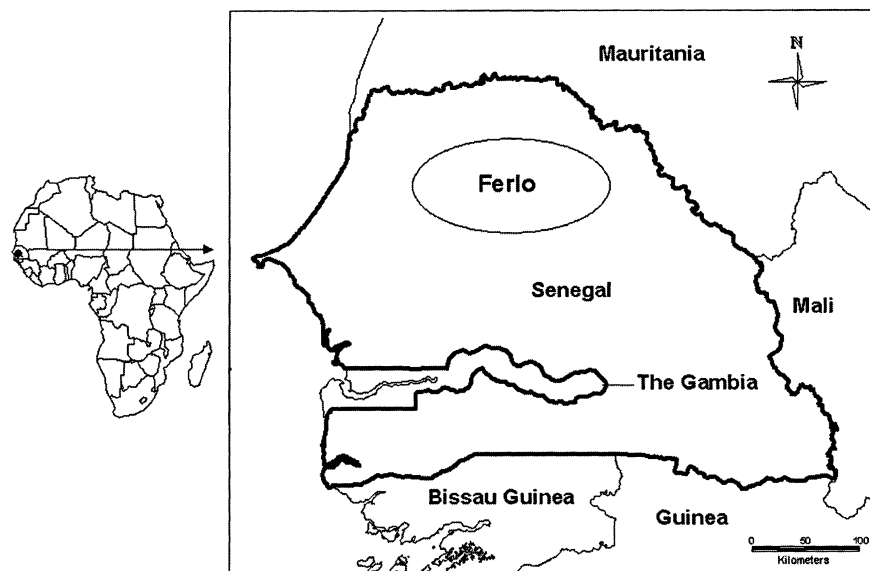 Mauritania
N
Ferlo
Senegal
Mali
The Gambia
Bissau Guinea
Guinea
0 50 100
Kilometers